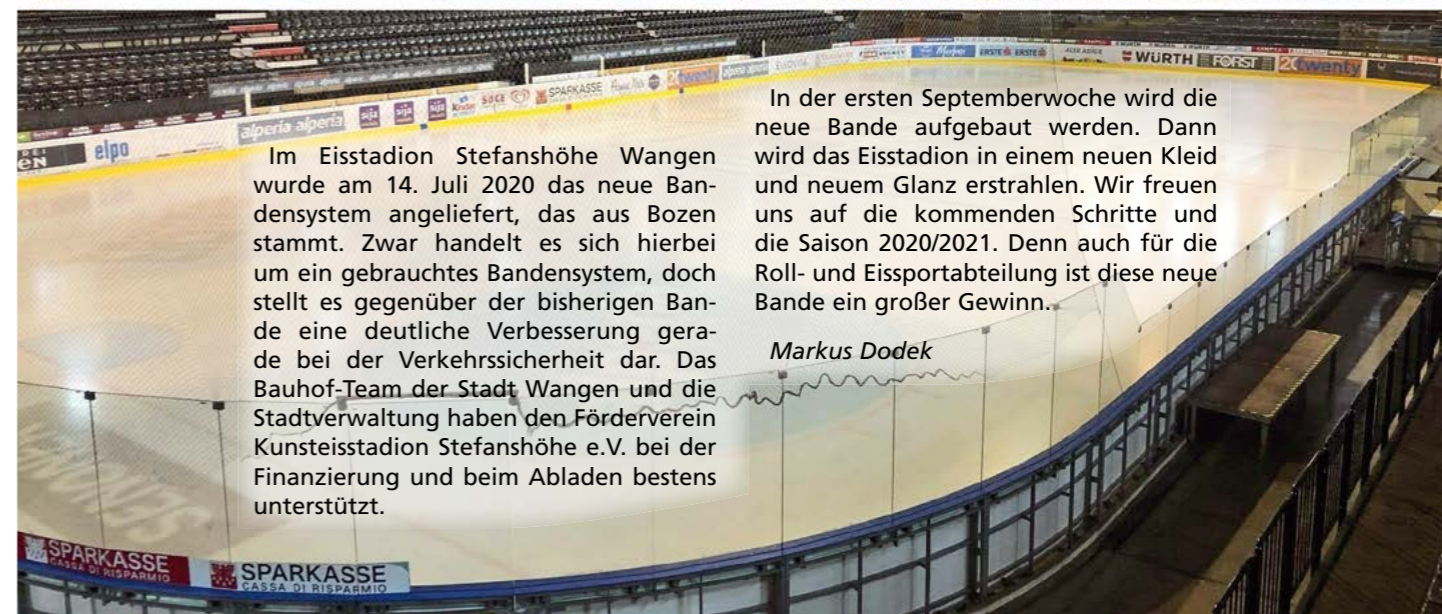 WÜRTH
FORST
20twenty
ERSTE ERSTE
20twenty
SPARKASSE
alperia alperia
elpo
Im Eisstadion Stefanshöhe Wangen
wurde am 14. Juli 2020 das neue Ban-
densystem angeliefert, das aus Bozen
stammt. Zwar handelt es sich hierbei
um ein gebrauchtes Bandensystem, doch
stellt es gegenüber der bisherigen Ban-
de eine deutliche Verbesserung gera-
de bei der Verkehrssicherheit dar. Das
Bauhof-Team der Stadt Wangen und die
Stadtverwaltung haben den Förderverein
Kunsteisstadion Stefanshöhe e.V. bei der
Finanzierung und beim Abladen bestens
unterstützt.
In der ersten Septemberwoche wird die
neue Bande aufgebaut werden. Dann
wird das Eisstadion in einem neuen Kleid
und neuem Glanz erstrahlen. Wir freuen
uns auf die kommenden Schritte und
die Saison 2020/2021. Denn auch für die
Roll- und Eissportabteilung ist diese neue
Bande ein großer Gewinn.
Markus Dodek
SPARKASSE
CASSA DI RISPARMIO
SPARKASSE
CASSA DI RISPARMIO